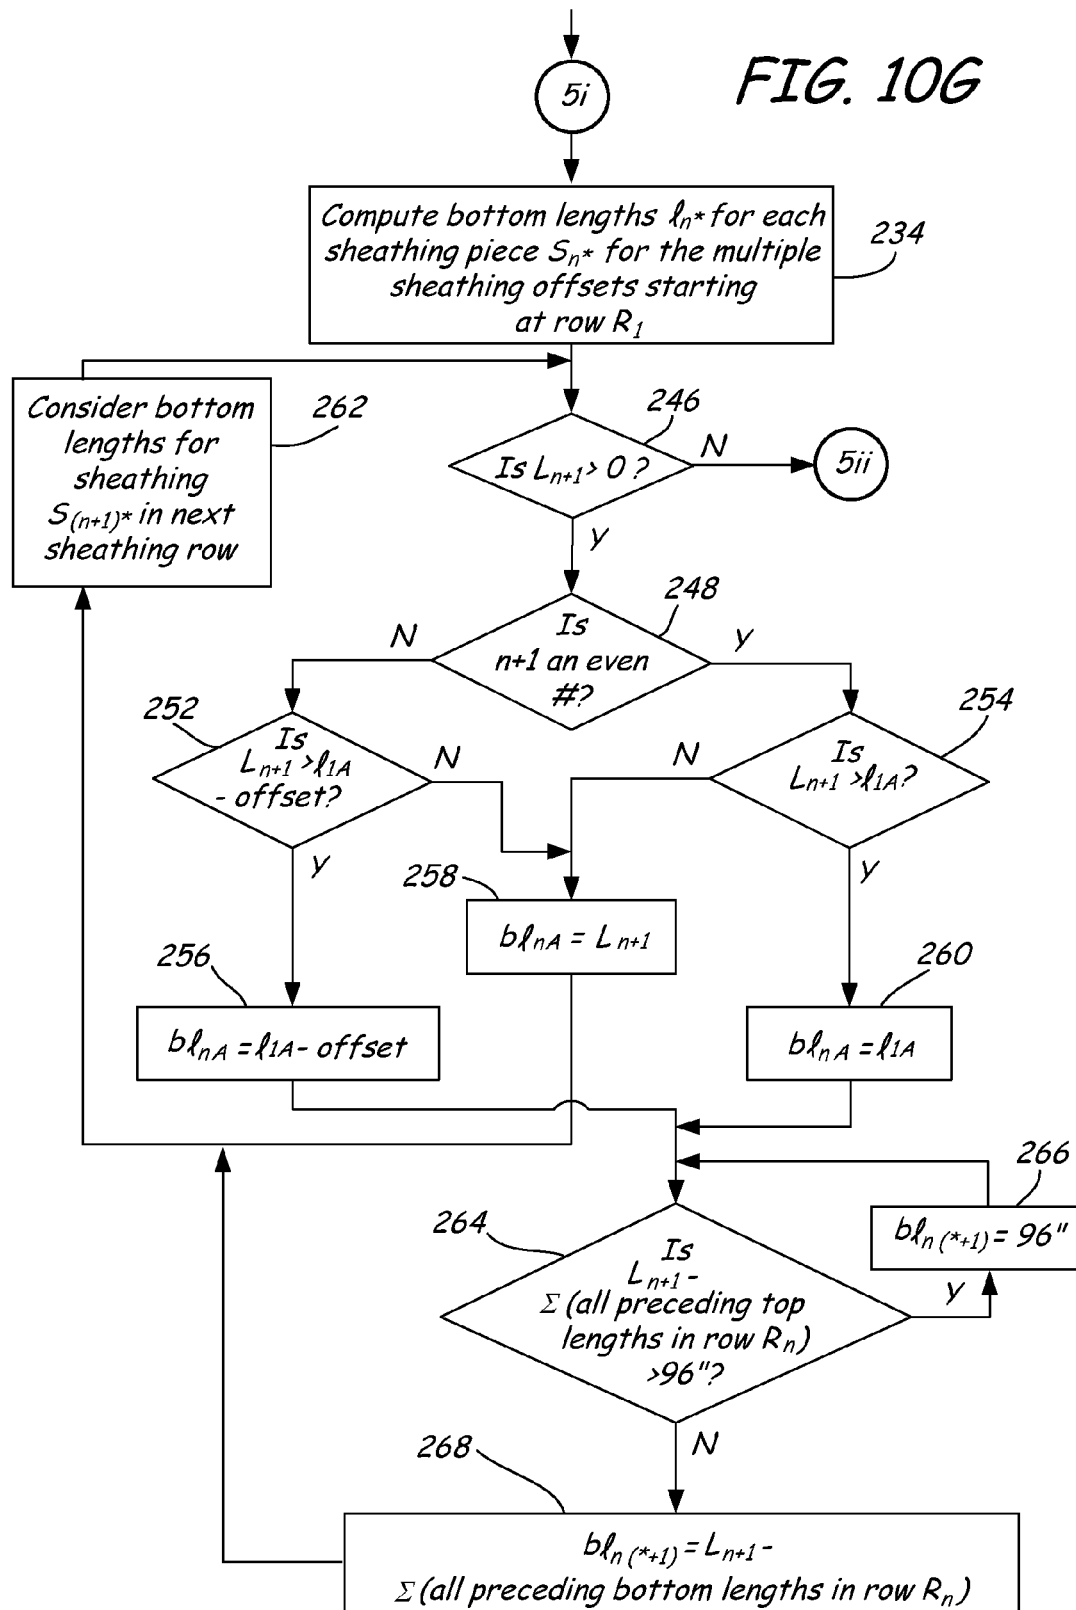 5i
FIG. 10G
Compute bottom lengths ℓn* for each
sheathing piece Sn* for the multiple
sheathing offsets starting
at row R1
234
Consider bottom
lengths for
sheathing
S(n+1)* in next
sheathing row
262
246
Is Ln+1 > 0 ?
N
5ii
Y
248
Is
n+1 an even
#?
N
Y
252
Is
Ln+1 >ℓ1A
- offset?
N
Y
254
Is
Ln+1 >ℓ1A?
N
Y
258
bℓnA = Ln+1
256
bℓnA = ℓ1A - offset
260
bℓnA = ℓ1A
266
bℓn (*+1) = 96"
264
Is
Ln+1 -
Σ (all preceding top
lengths in row Rn)
>96"?
Y
N
268
bℓn (*+1) = Ln+1 -
Σ (all preceding bottom lengths in row Rn)